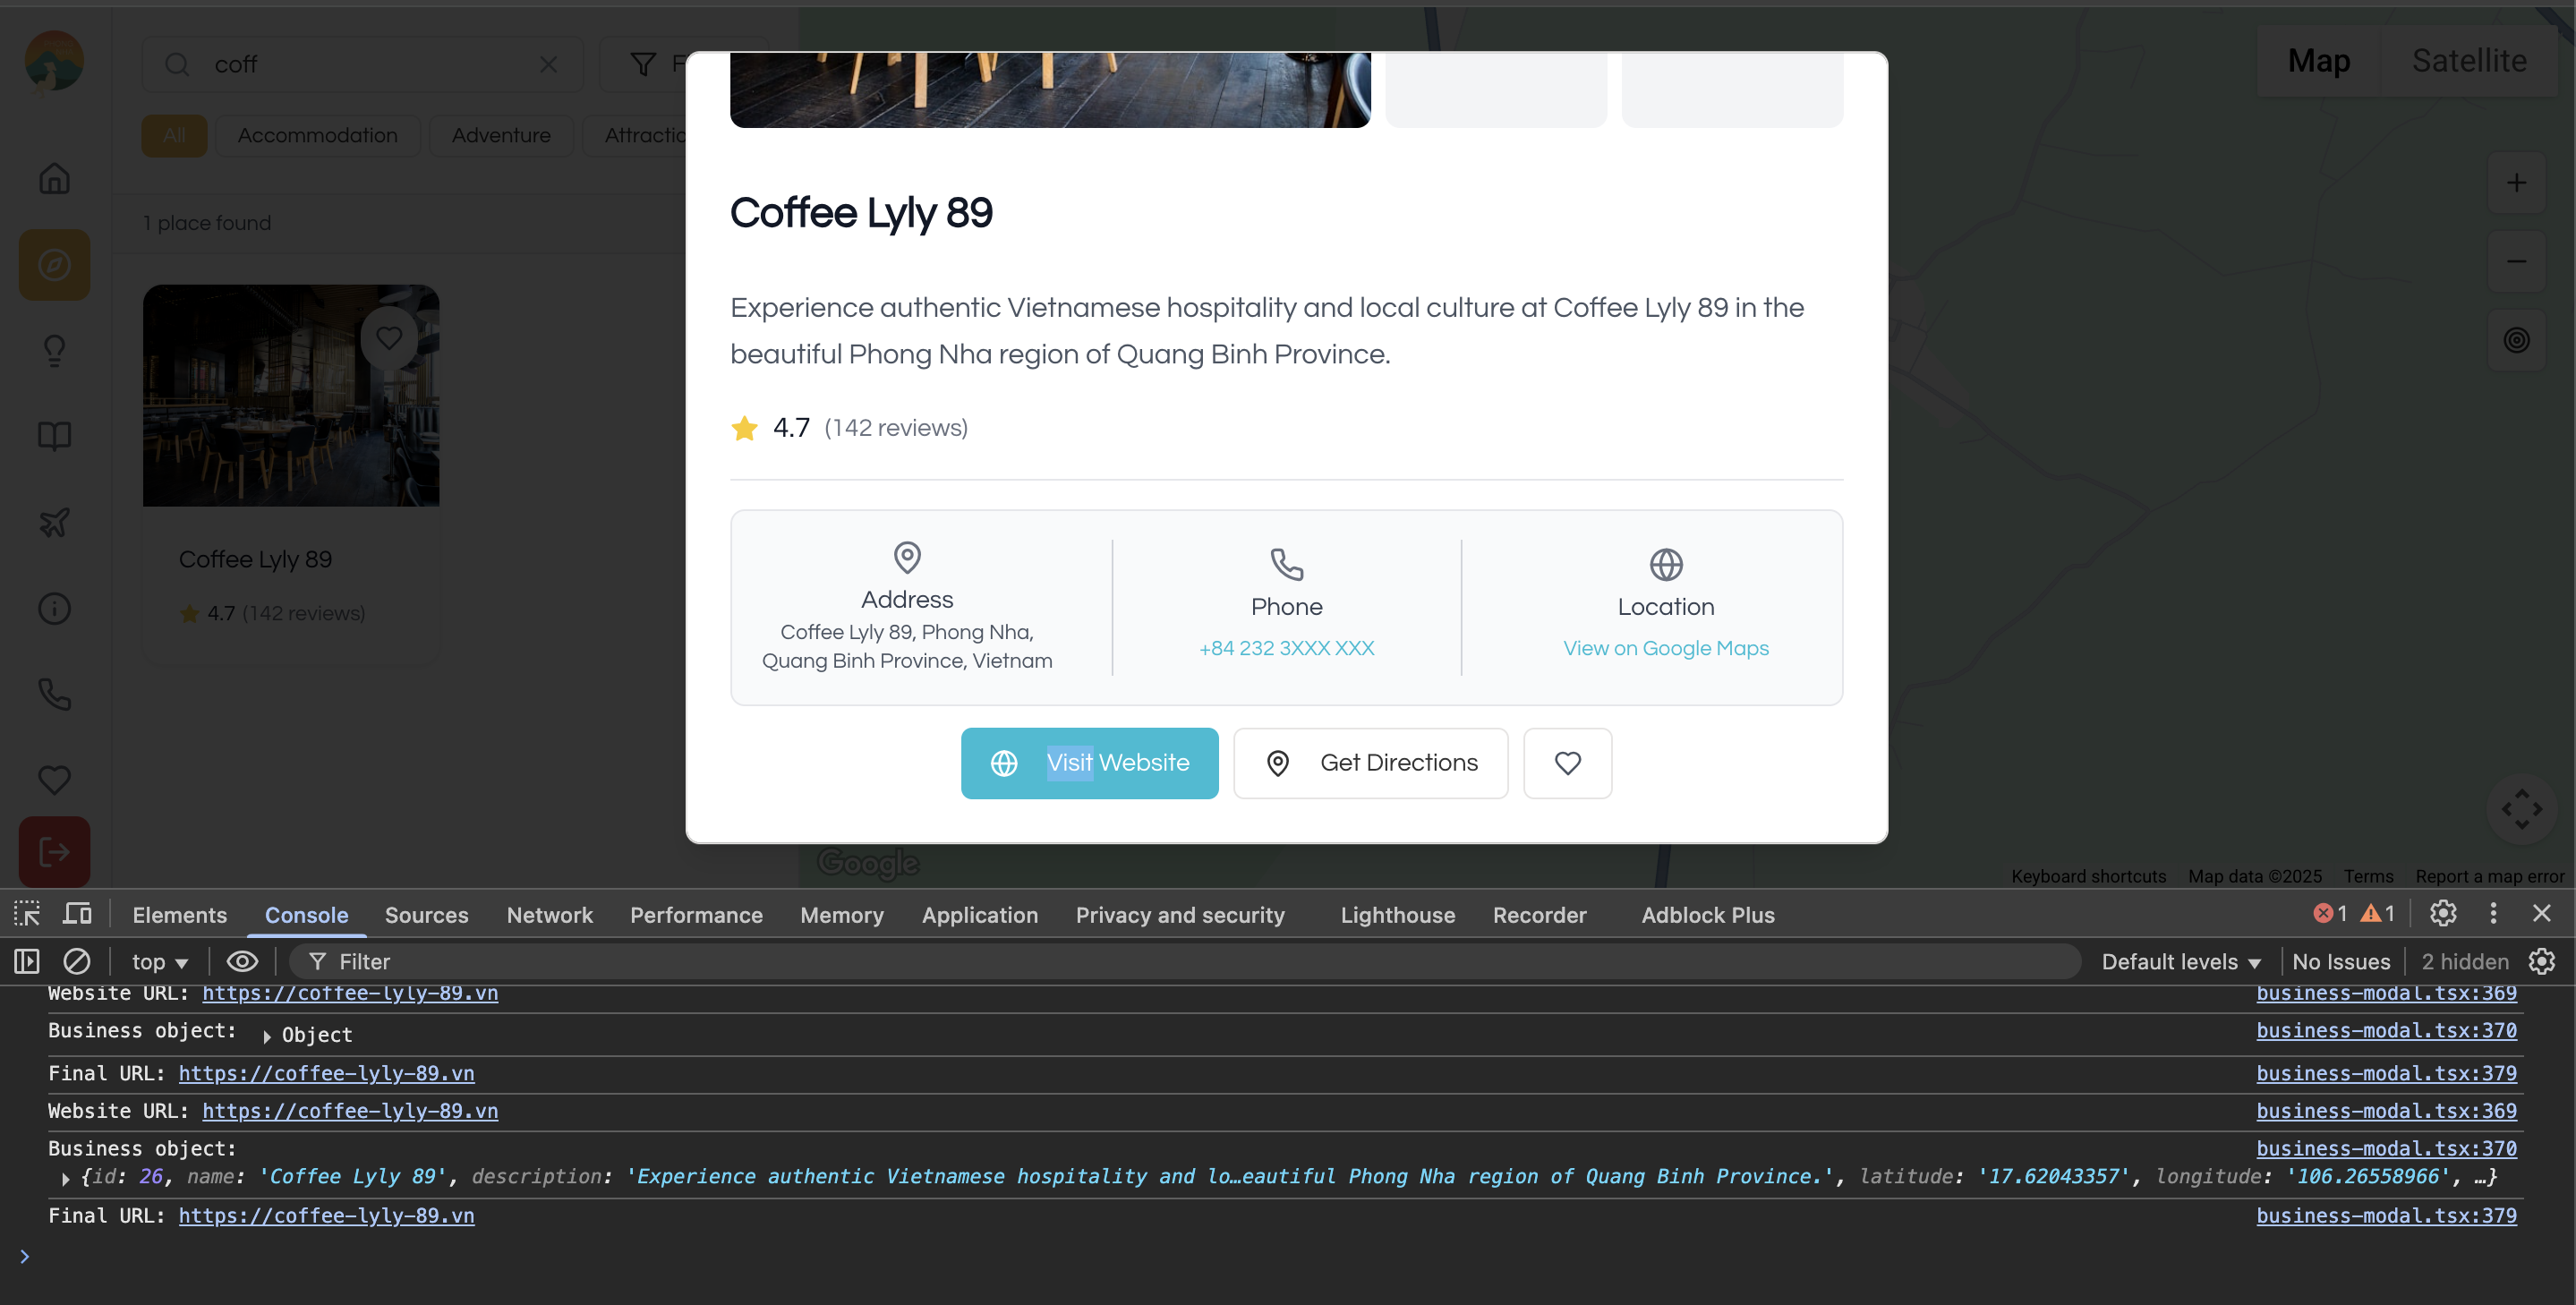 coff
F
All
Accommodation
Adventure
Attractio
1 place found
Coffee Lyly 89
4.7 (142 reviews)
Coffee Lyly 89
Experience authentic Vietnamese hospitality and local culture at Coffee Lyly 89 in the
beautiful Phong Nha region of Quang Binh Province.
4.7 (142 reviews)
Address
Coffee Lyly 89, Phong Nha,
Quang Binh Province, Vietnam
Phone
+84 232 3XXX XXX
Location
View on Google Maps
Visit Website
Get Directions
Map
Satellite
Google
Keyboard shortcuts
Map data ©2025
Terms
Report a map error
Elements
Console
Sources
Network
Performance
Memory
Application
Privacy and security
Lighthouse
Recorder
Adblock Plus
1
1
top
Filter
Default levels
No Issues
2 hidden
Website URL: https://coffee-lyly-89.vn business-modal.tsx:369
Business object: Object business-modal.tsx:370
Final URL: https://coffee-lyly-89.vn business-modal.tsx:379
Website URL: https://coffee-lyly-89.vn business-modal.tsx:369
Business object: business-modal.tsx:370
{id: 26, name: 'Coffee Lyly 89', description: 'Experience authentic Vietnamese hospitality and lo…eautiful Phong Nha region of Quang Binh Province.', latitude: '17.62043357', longitude: '106.26558966', …}
Final URL: https://coffee-lyly-89.vn business-modal.tsx:379